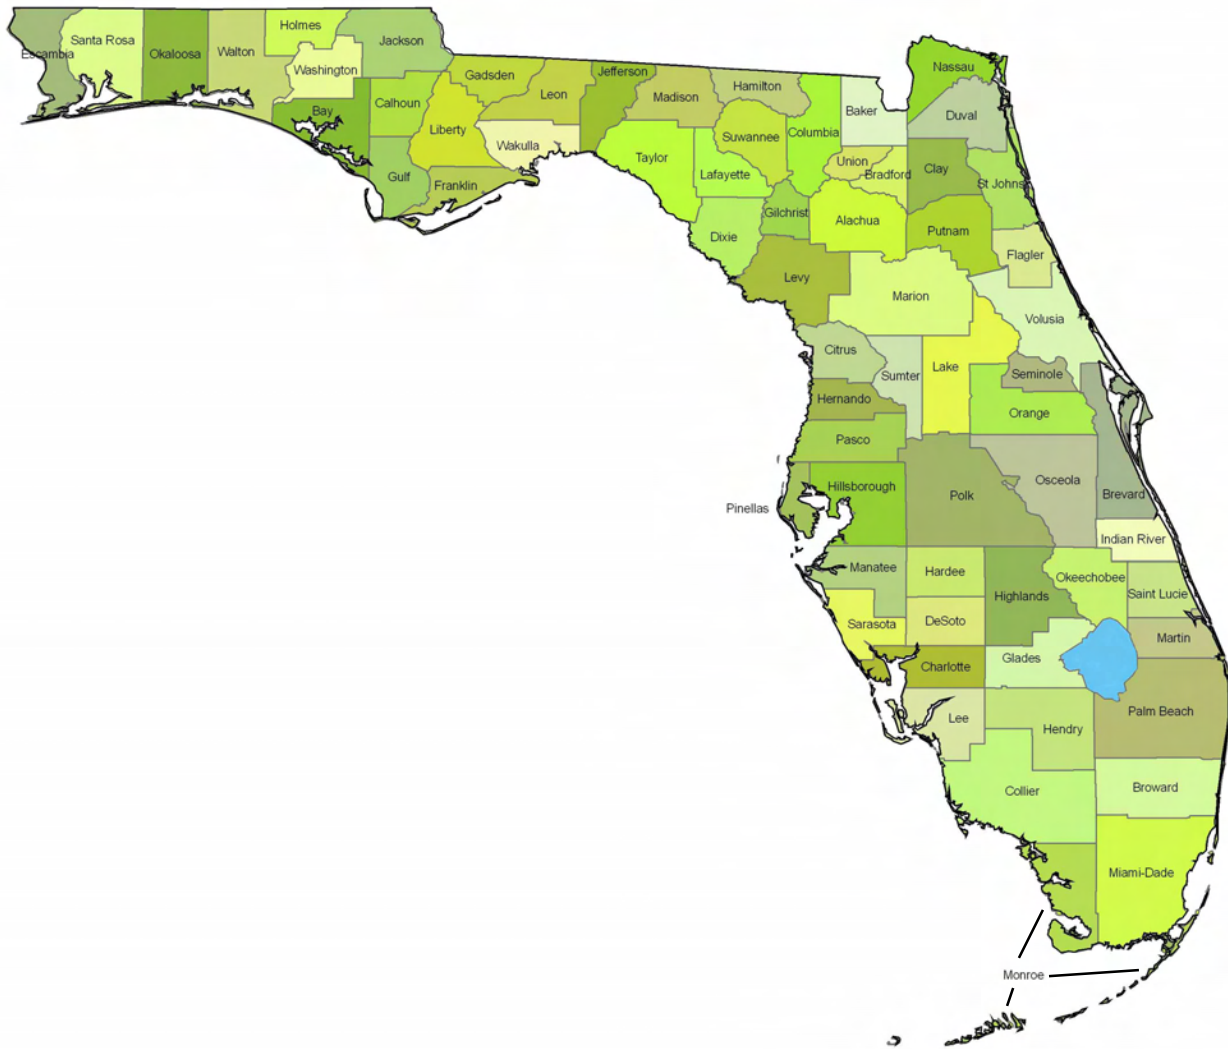 Escambia
Santa Rosa
Okaloosa
Walton
Holmes
Washington
Jackson
Bay
Calhoun
Gulf
Liberty
Gadsden
Franklin
Leon
Wakulla
Jefferson
Madison
Taylor
Hamilton
Suwannee
Lafayette
Dixie
Columbia
Gilchrist
Baker
Union
Bradford
Alachua
Levy
Nassau
Duval
Clay
St Johns
Putnam
Flagler
Marion
Volusia
Citrus
Sumter
Lake
Seminole
Hernando
Orange
Pasco
Hillsborough
Pinellas
Polk
Osceola
Brevard
Indian River
Manatee
Hardee
Highlands
Okeechobee
Saint Lucie
Sarasota
DeSoto
Martin
Charlotte
Glades
Lee
Hendry
Palm Beach
Collier
Broward
Miami-Dade
Monroe